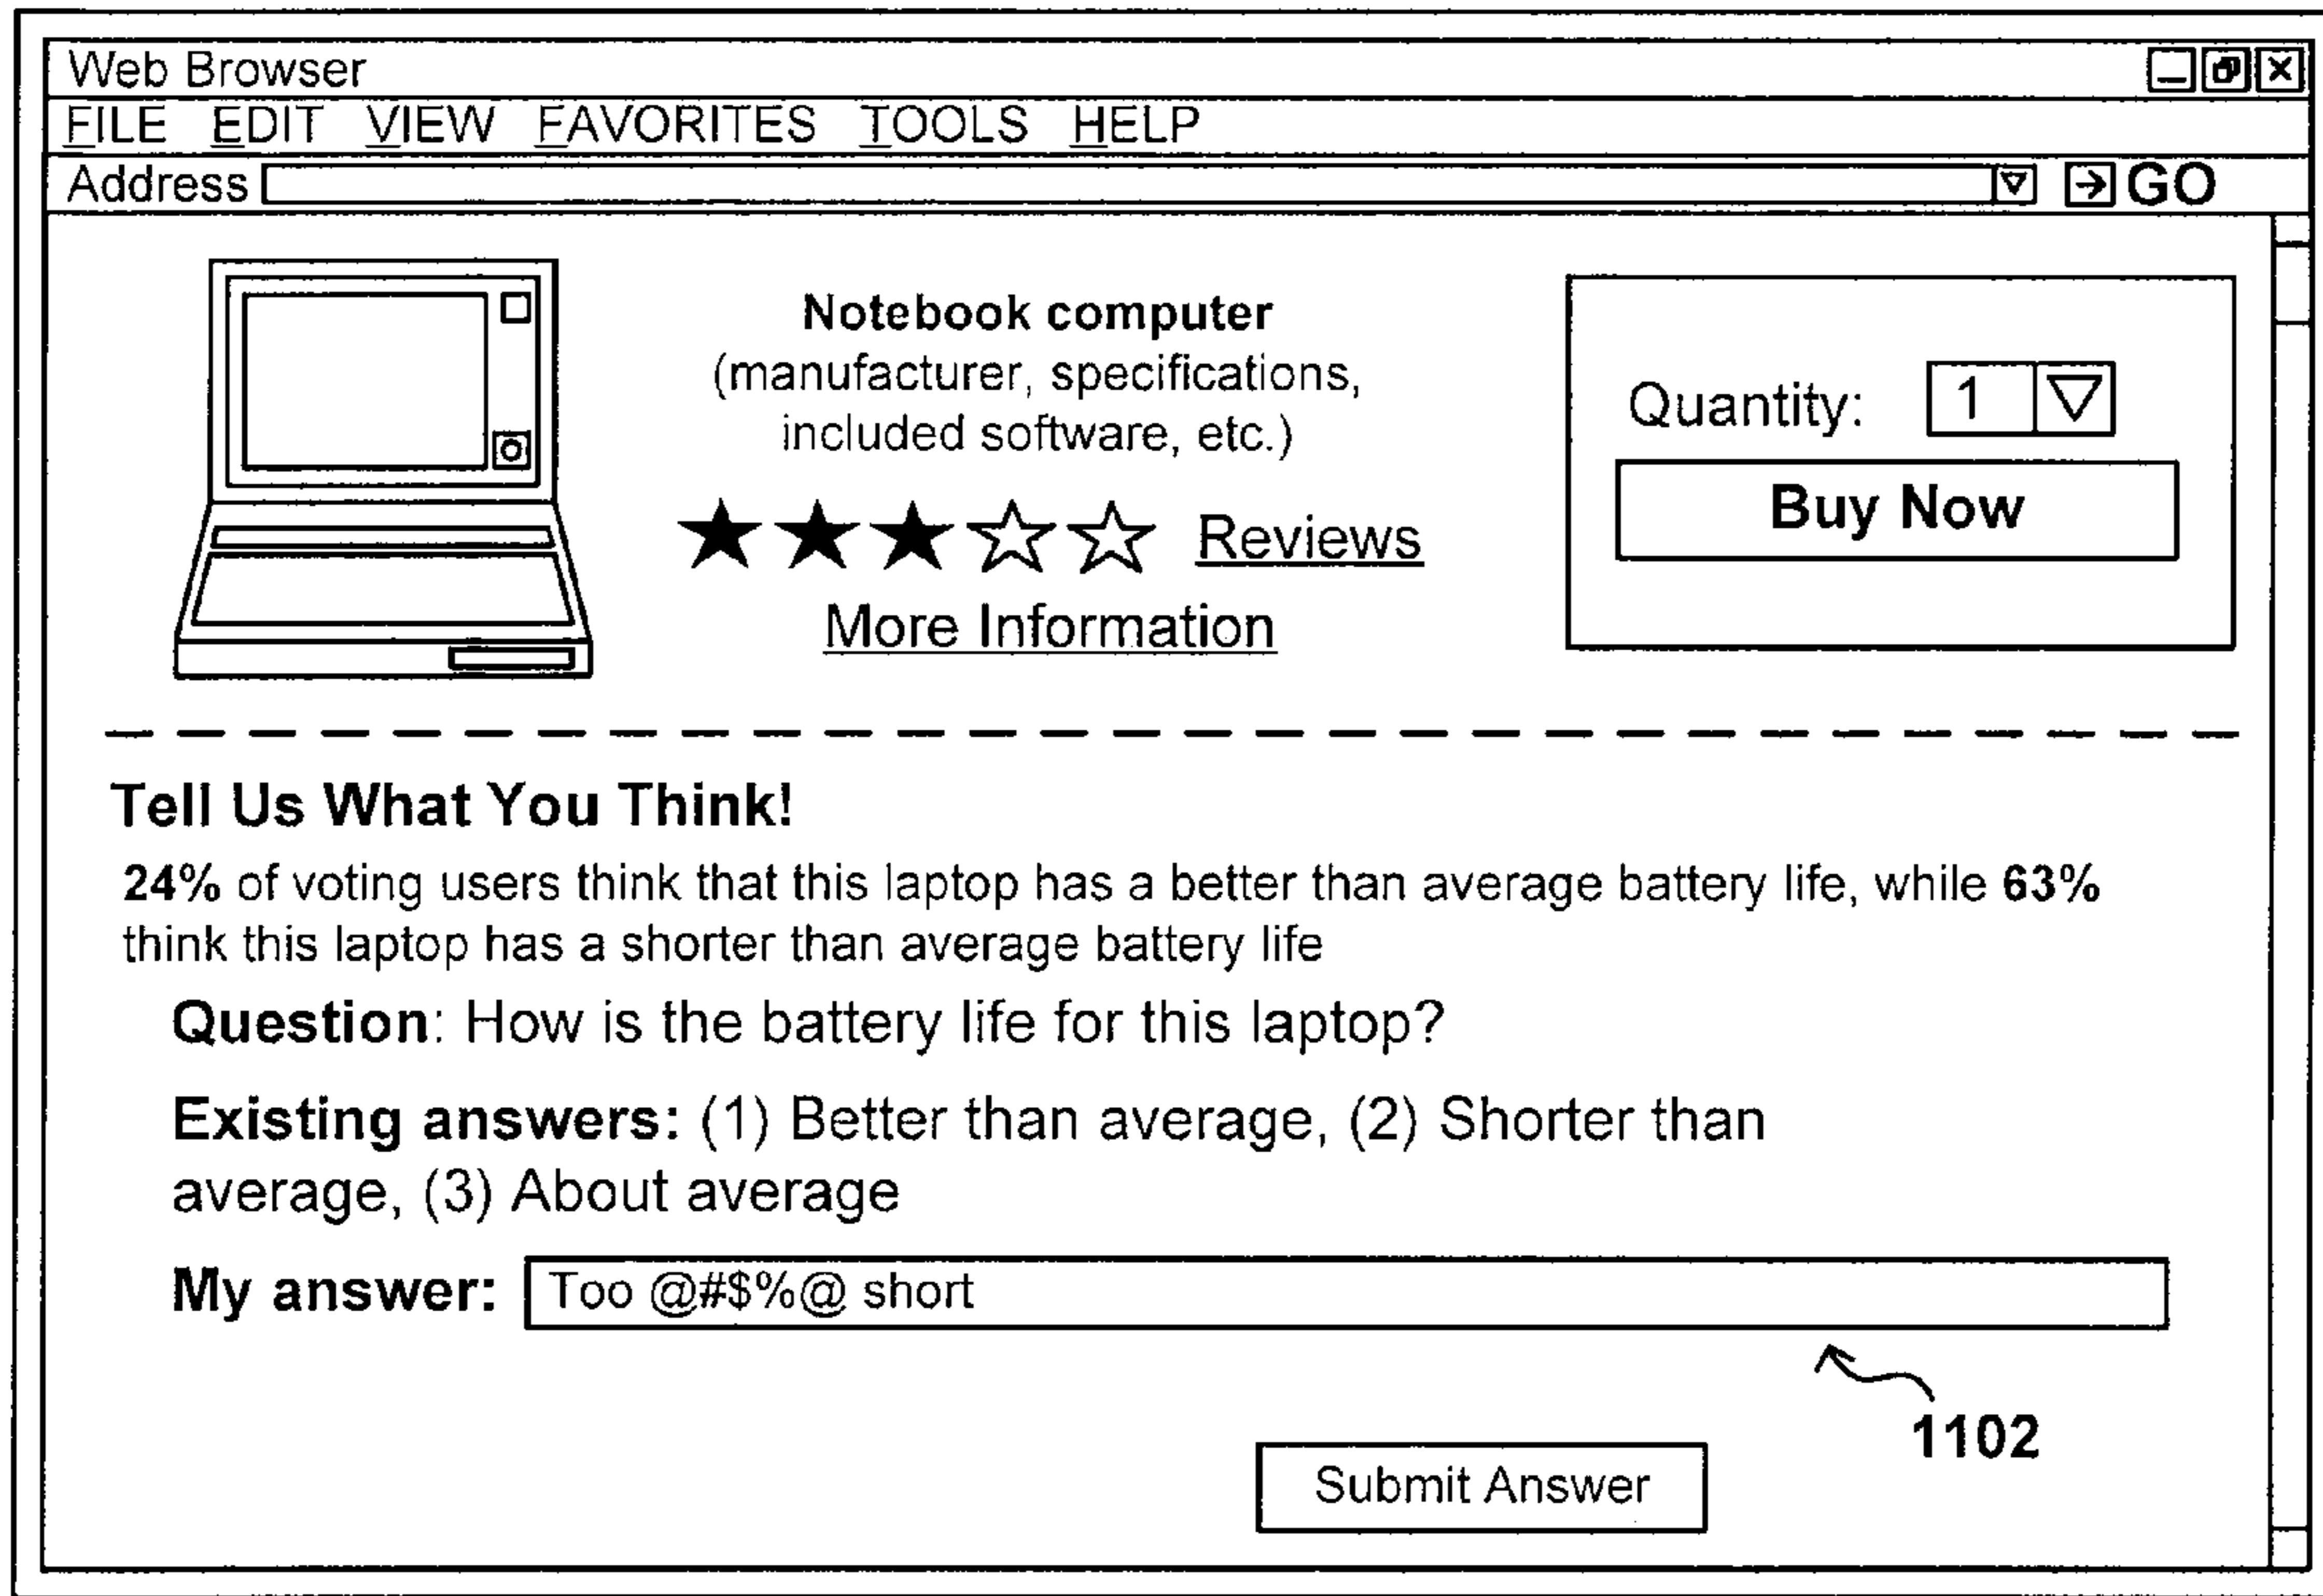 Web Browser
FILE EDIT VIEW FAVORITES TOOLS HELP
Address GO
Notebook computer
(manufacturer, specifications,
included software, etc.)
Reviews
More Information
Quantity: 1
Buy Now
Tell Us What You Think!
24% of voting users think that this laptop has a better than average battery life, while 63%
think this laptop has a shorter than average battery life
Question: How is the battery life for this laptop?
Existing answers: (1) Better than average, (2) Shorter than
average, (3) About average
My answer: Too @#$%@ short
1102
Submit Answer